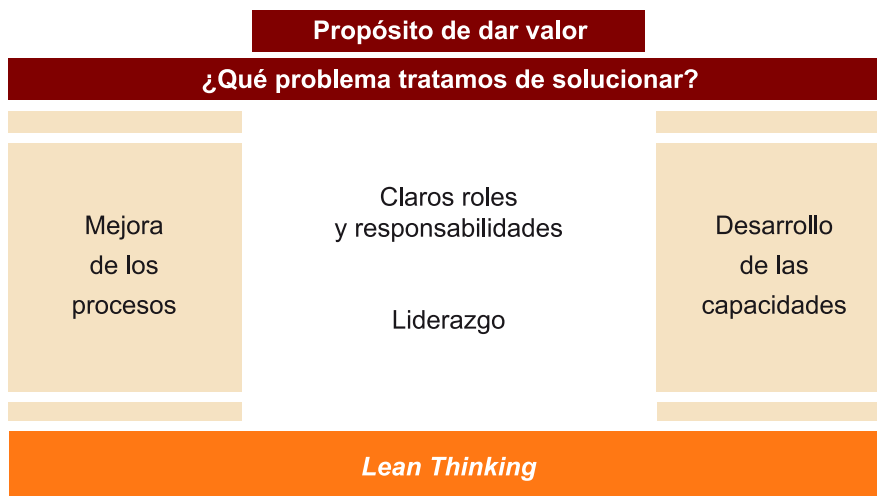 Propósito de dar valor
¿Qué problema tratamos de solucionar?
Mejora
de los
procesos
Claros roles
y responsabilidades
Liderazgo
Desarrollo
de las
capacidades
Lean Thinking